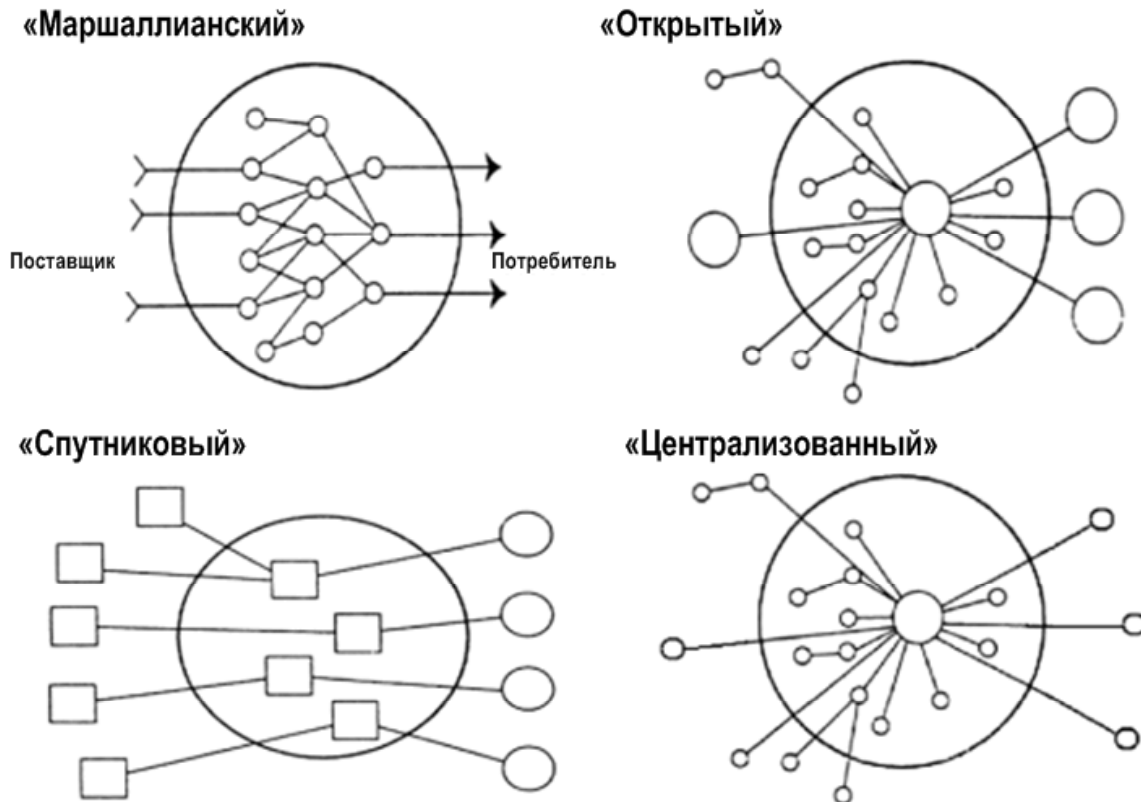 «Маршаллианский»
«Открытый»
Поставщик
Потребитель
«Спутниковый»
«Централизованный»